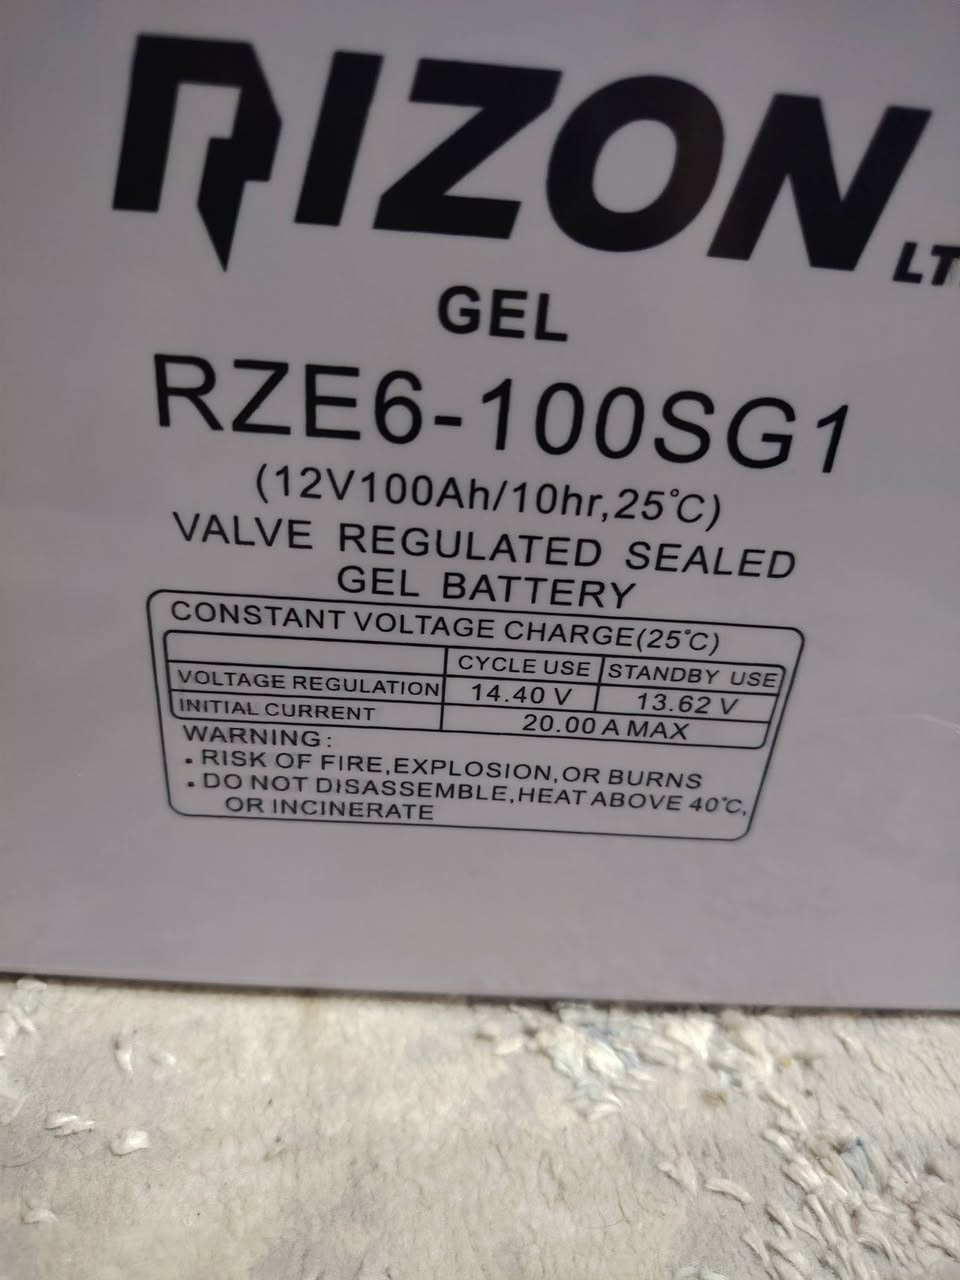 RIZON LT
GEL
RZE6-100SG1
(12V100Ah/10hr,25°C)
VALVE REGULATED SEALED
GEL BATTERY
CONSTANT VOLTAGE CHARGE(25°C)
CYCLE USE STANDBY USE
VOLTAGE REGULATION 14.40 V 13.62 V
INITIAL CURRENT 20.00 A MAX
WARNING:
. RISK OF FIRE,EXPLOSION,OR BURNS
. DO NOT DISASSEMBLE,HEAT ABOVE 40°C,
OR INCINERATE